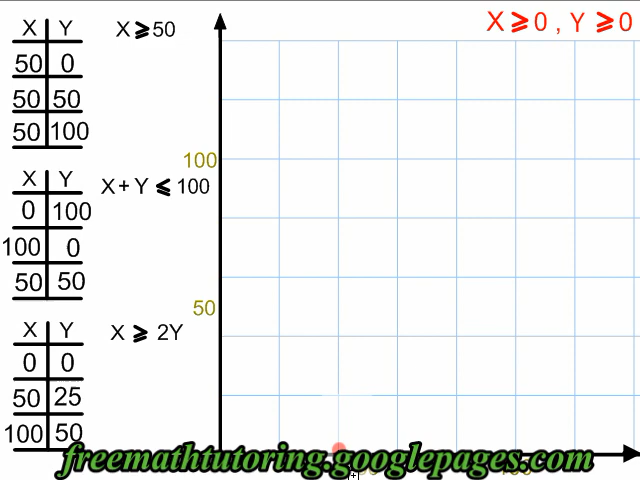 X ⩾ 0 , Y ⩾ 0
X Y
50 0
50 50
50 100
X ⩾ 50
X Y
0 100
100 0
50 50
X + Y ⩽ 100
X Y
0 0
50 25
100 50
X ⩾ 2Y
100
50
freemathtutoring.googlepages.com